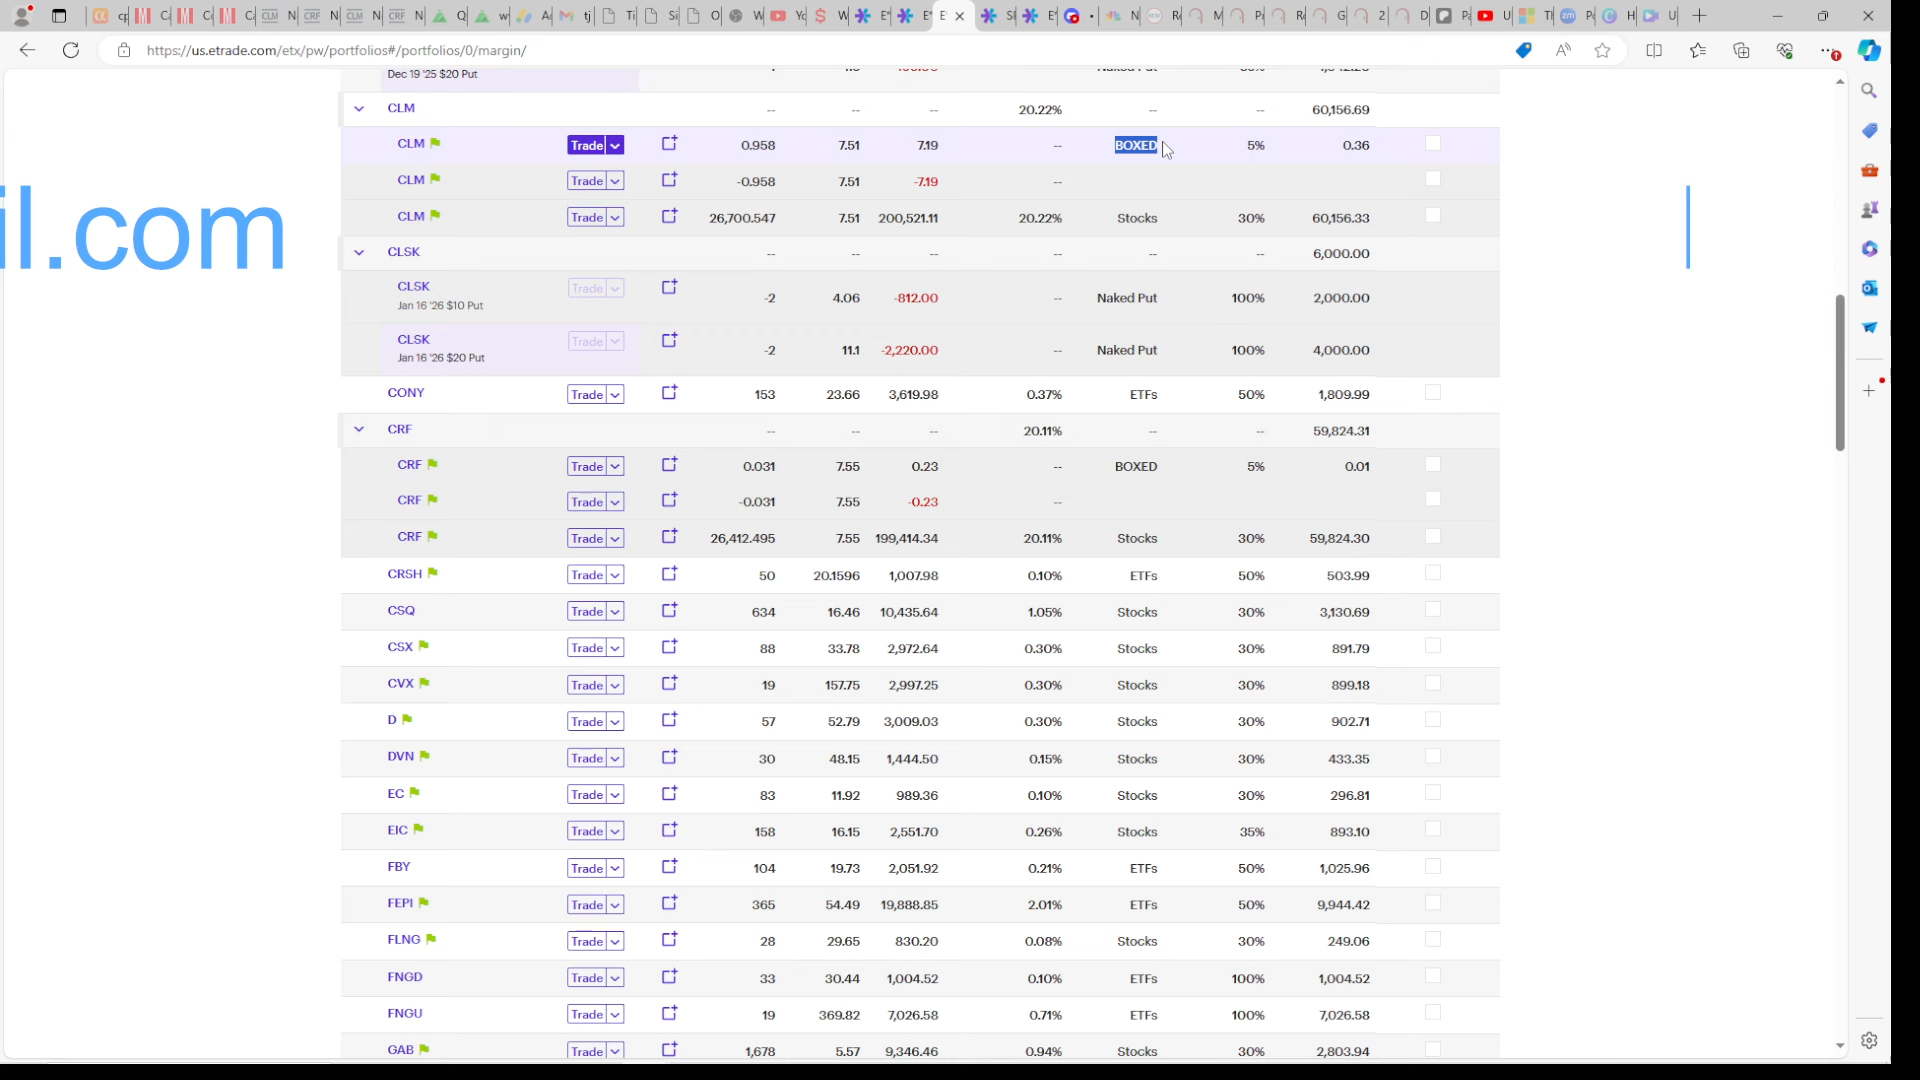 https://us.etrade.com/etx/pw/portfolios#/portfolios/0/margin/
Dec 19 '25 $20 Put
CLM -- -- -- 20.22% -- -- 60,156.69
CLM Trade 0.958 7.51 7.19 -- BOXED 5% 0.36
CLM Trade -0.958 7.51 -7.19 --
CLM Trade 26,700.547 7.51 200,521.11 20.22% Stocks 30% 60,156.33
il.com
CLSK -- -- -- -- -- -- 6,000.00
CLSK Trade -2 4.06 -812.00 -- Naked Put 100% 2,000.00
Jan 16 '26 $10 Put
CLSK Trade -2 11.1 -2,220.00 -- Naked Put 100% 4,000.00
Jan 16 '26 $20 Put
CONY Trade 153 23.66 3,619.98 0.37% ETFs 50% 1,809.99
CRF -- -- -- 20.11% -- -- 59,824.31
CRF Trade 0.031 7.55 0.23 -- BOXED 5% 0.01
CRF Trade -0.031 7.55 -0.23 --
CRF Trade 26,412.495 7.55 199,414.34 20.11% Stocks 30% 59,824.30
CRSH Trade 50 20.1596 1,007.98 0.10% ETFs 50% 503.99
CSQ Trade 634 16.46 10,435.64 1.05% Stocks 30% 3,130.69
CSX Trade 88 33.78 2,972.64 0.30% Stocks 30% 891.79
CVX Trade 19 157.75 2,997.25 0.30% Stocks 30% 899.18
D Trade 57 52.79 3,009.03 0.30% Stocks 30% 902.71
DVN Trade 30 48.15 1,444.50 0.15% Stocks 30% 433.35
EC Trade 83 11.92 989.36 0.10% Stocks 30% 296.81
EIC Trade 158 16.15 2,551.70 0.26% Stocks 35% 893.10
FBY Trade 104 19.73 2,051.92 0.21% ETFs 50% 1,025.96
FEPI Trade 365 54.49 19,888.85 2.01% ETFs 50% 9,944.42
FLNG Trade 28 29.65 830.20 0.08% Stocks 30% 249.06
FNGD Trade 33 30.44 1,004.52 0.10% ETFs 100% 1,004.52
FNGU Trade 19 369.82 7,026.58 0.71% ETFs 100% 7,026.58
GAB Trade 1,678 5.57 9,346.46 0.94% Stocks 30% 2,803.94